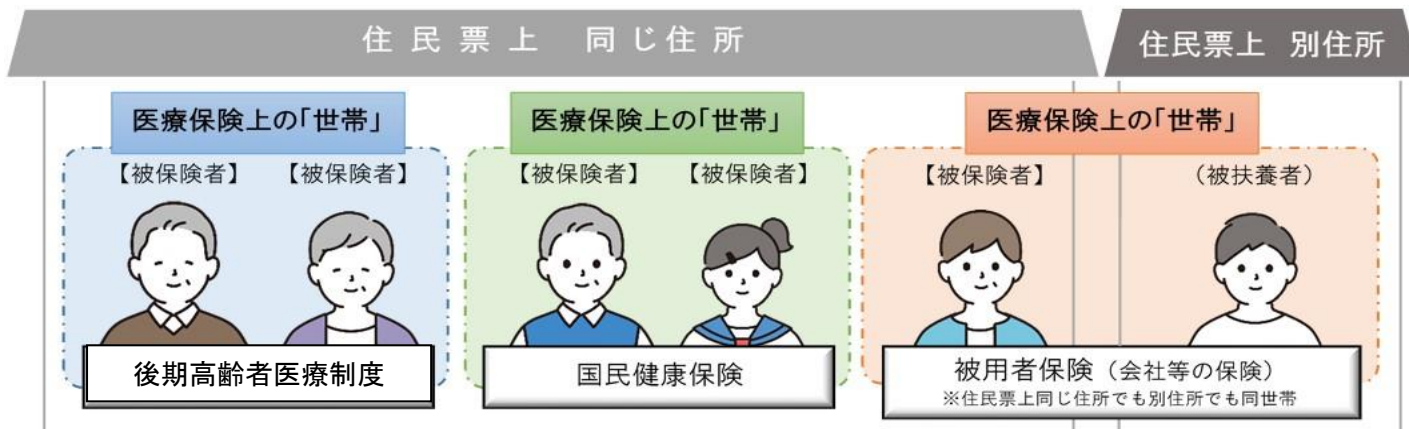 住民票上 同じ住所
住民票上 別住所
医療保険上の「世帯」
医療保険上の「世帯」
医療保険上の「世帯」
【被保険者】 【被保険者】
【被保険者】 【被保険者】
【被保険者】 (被扶養者)
後期高齢者医療制度
国民健康保険
被用者保険(会社等の保険)
※住民票上同じ住所でも別住所でも同世帯